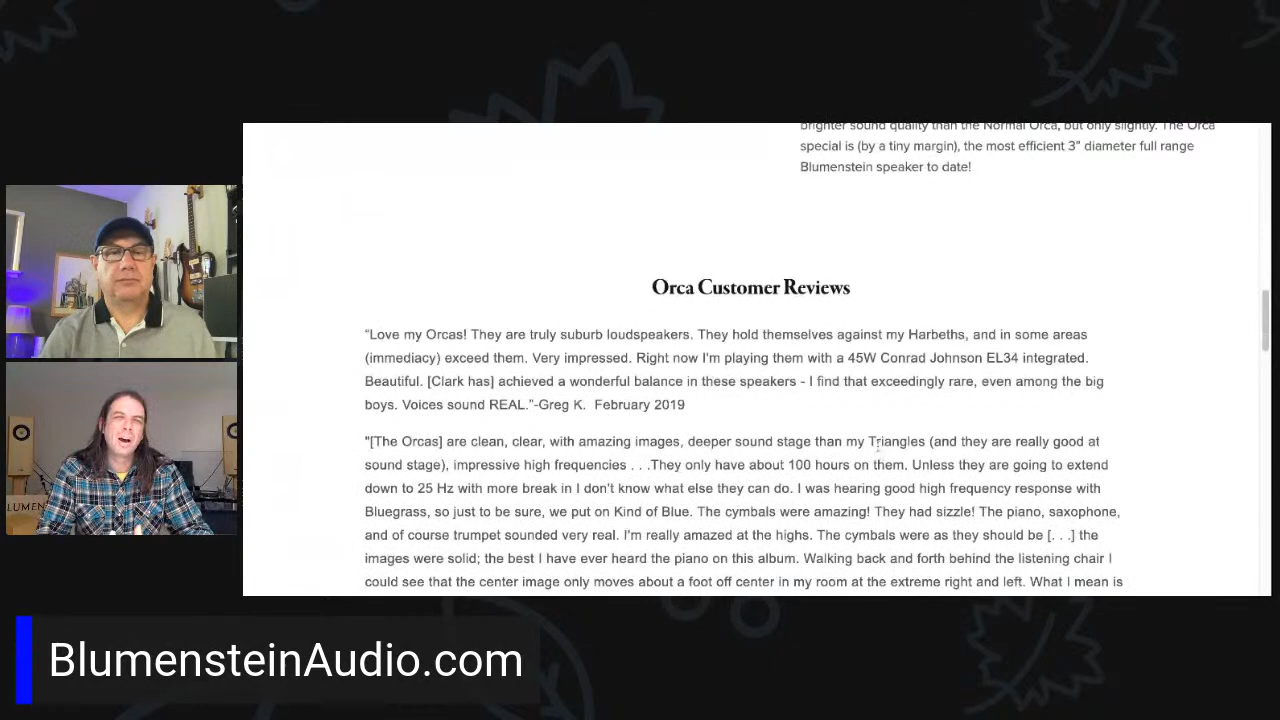 brighter sound quality than the Normal Orca, but only slightly. The Orca
special is (by a tiny margin), the most efficient 3" diameter full range
Blumenstein speaker to date!
Orca Customer Reviews
“Love my Orcas! They are truly suburb loudspeakers. They hold themselves against my Harbeths, and in some areas
(immediacy) exceed them. Very impressed. Right now I'm playing them with a 45W Conrad Johnson EL34 integrated.
Beautiful. [Clark has] achieved a wonderful balance in these speakers - I find that exceedingly rare, even among the big
boys. Voices sound REAL.”-Greg K.  February 2019
"[The Orcas] are clean, clear, with amazing images, deeper sound stage than my Triangles (and they are really good at
sound stage), impressive high frequencies . . .They only have about 100 hours on them. Unless they are going to extend
down to 25 Hz with more break in I don't know what else they can do. I was hearing good high frequency response with
Bluegrass, so just to be sure, we put on Kind of Blue. The cymbals were amazing! They had sizzle! The piano, saxophone,
and of course trumpet sounded very real. I'm really amazed at the highs. The cymbals were as they should be [. . .] the
images were solid; the best I have ever heard the piano on this album. Walking back and forth behind the listening chair I
could see that the center image only moves about a foot off center in my room at the extreme right and left. What I mean is
BLUMEN
BlumensteinAudio.com